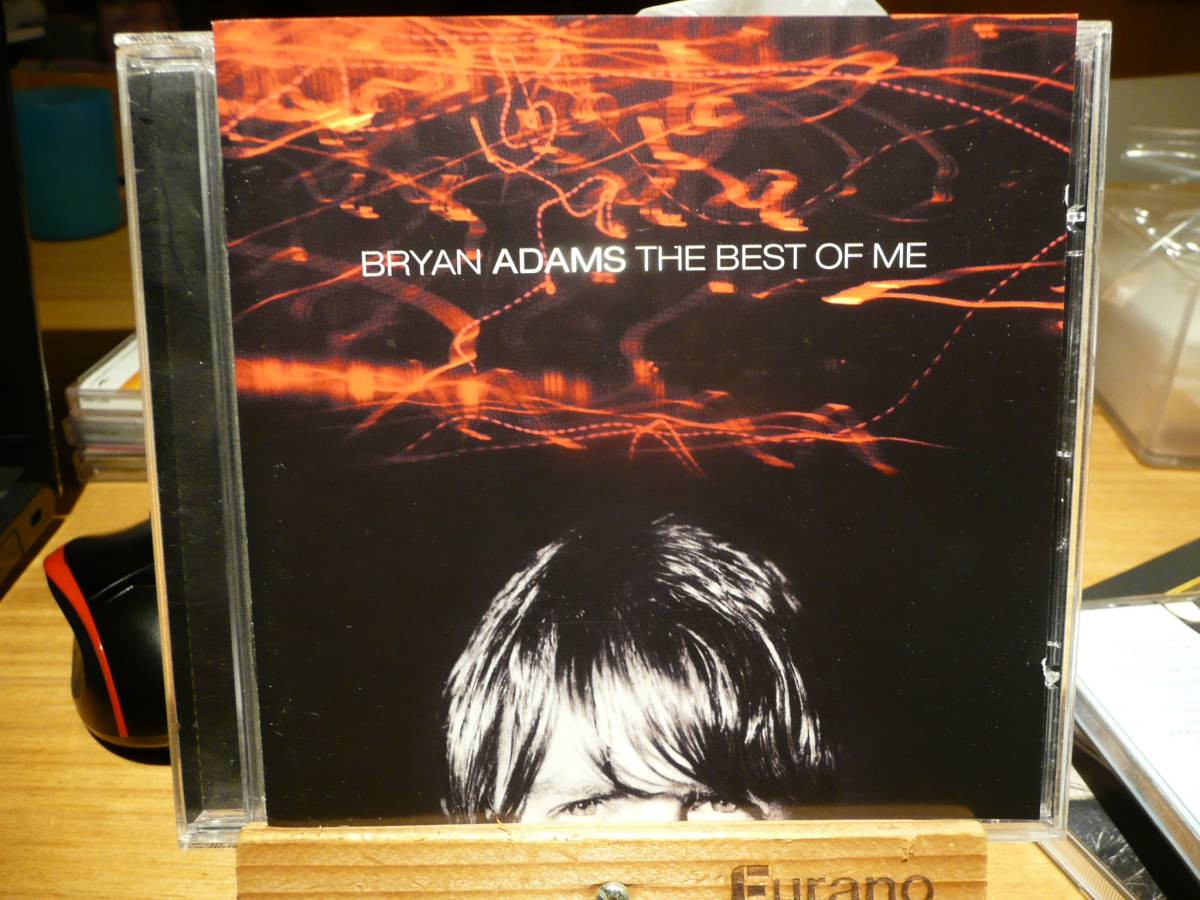 BRYAN ADAMS THE BEST OF ME
Furano